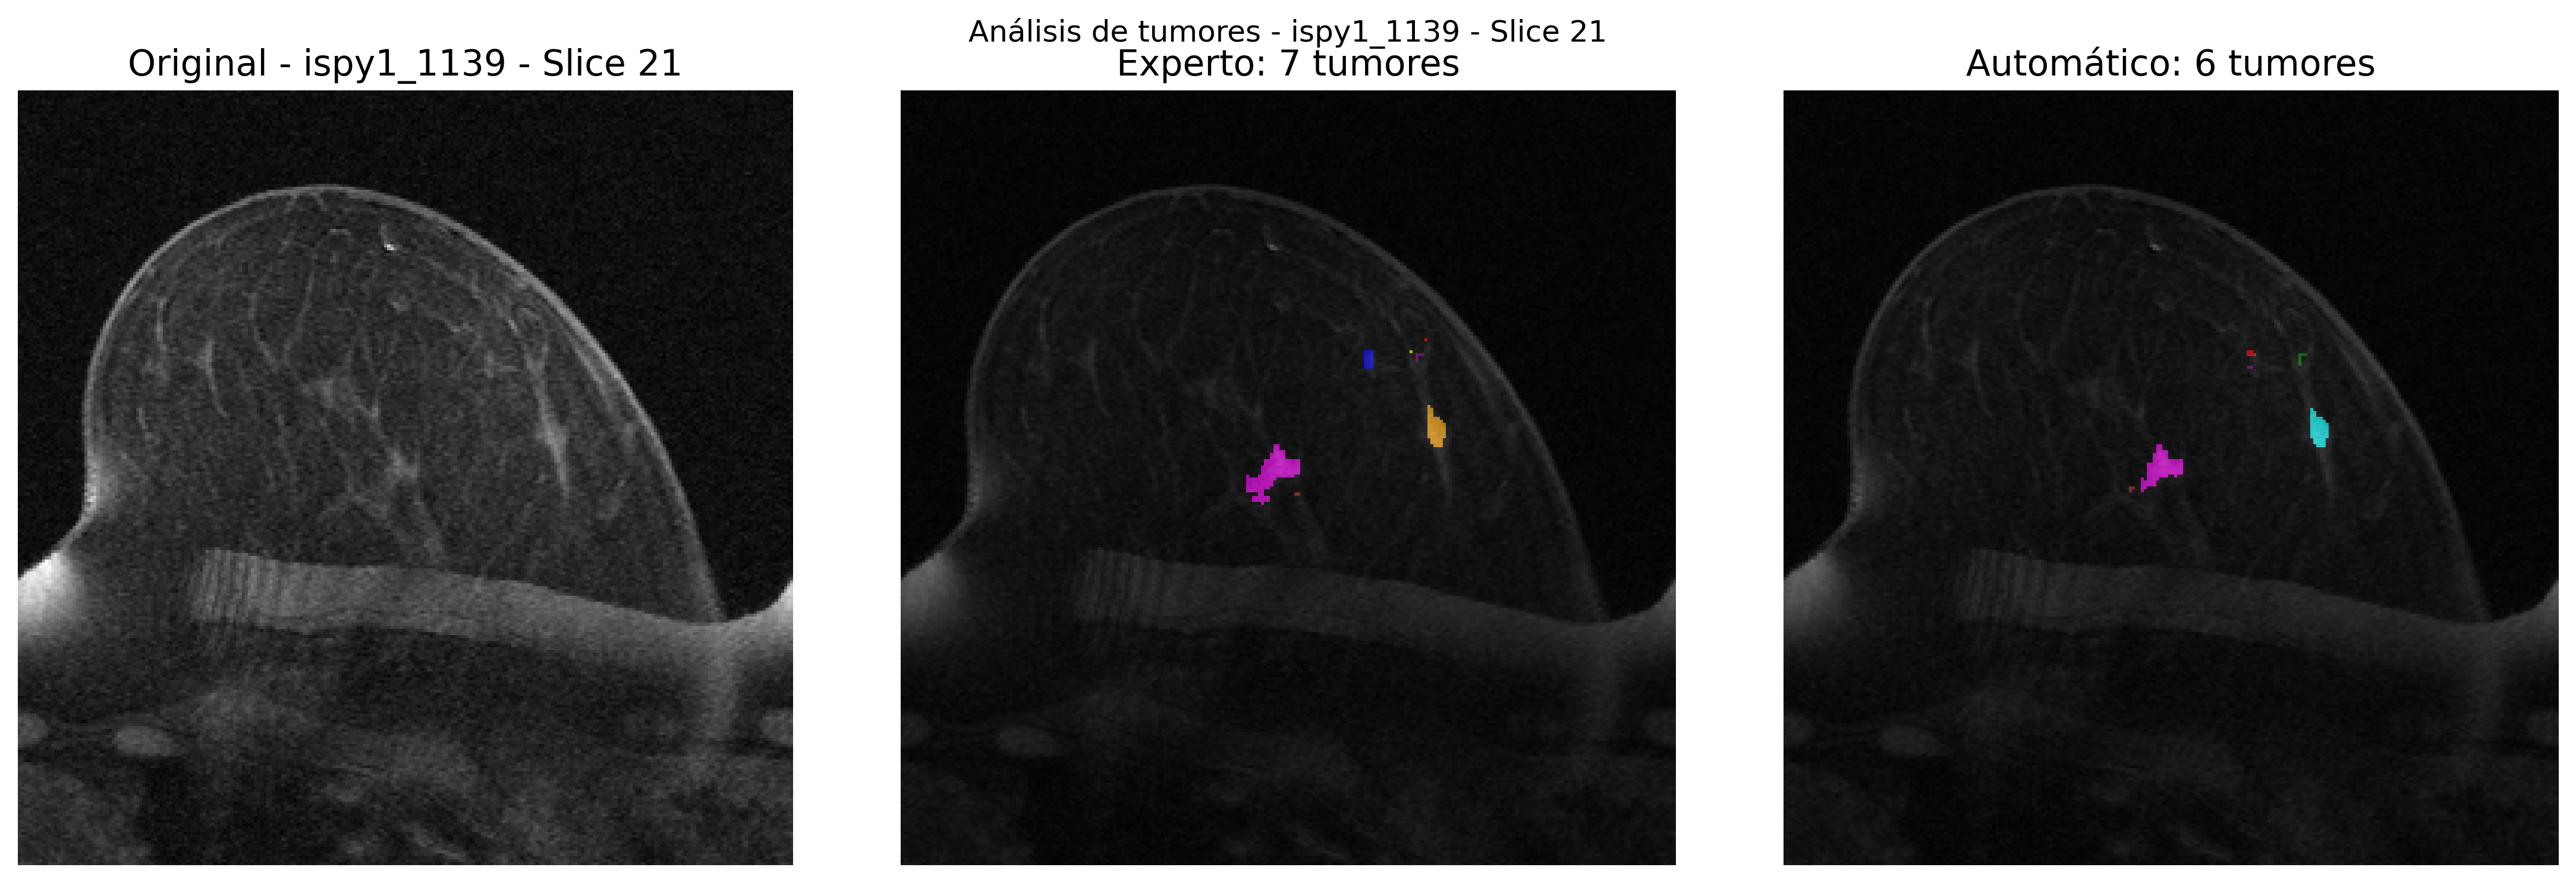 Análisis de tumores - ispy1_1139 - Slice 21
Original - ispy1_1139 - Slice 21
Experto: 7 tumores
Automático: 6 tumores